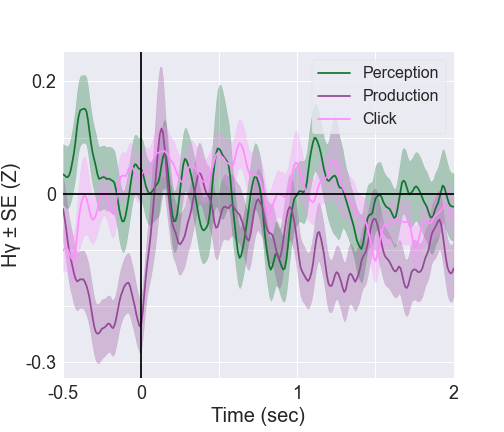 Perception
Production
Click
0.2
0
-0.3
Hγ ± SE (Z)
-0.5
0
1
2
Time (sec)